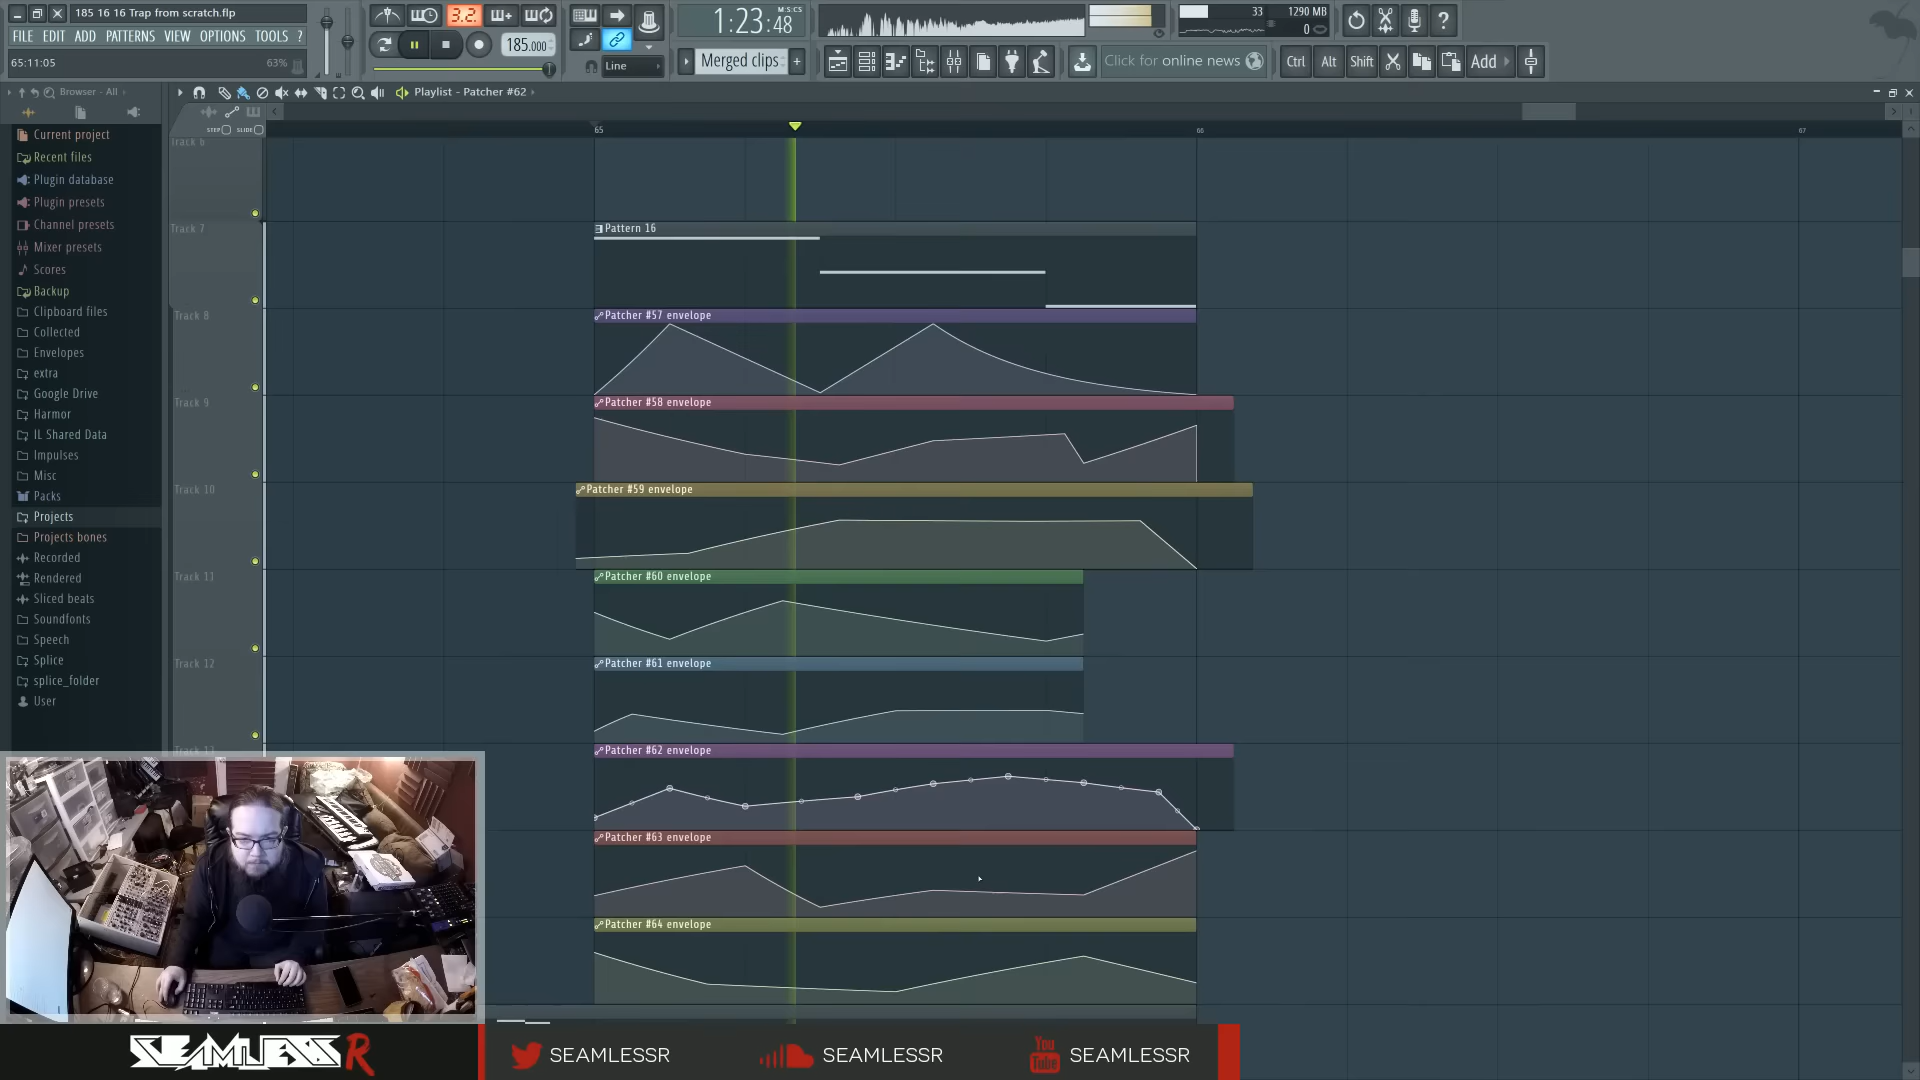 185 16 16 Trap from scratch.flp
FILE EDIT ADD PATTERNS VIEW OPTIONS TOOLS ?
65:11:05 63%
3.2
185.000
Line
1:23:48 M:S:CS
Merged clips
33 1290 MB
0
Click for online news
Ctrl Alt Shift Add
Browser - All
Playlist - Patcher #62
STEP SLIDE
65 66 67
Current project
Recent files
Plugin database
Plugin presets
Channel presets
Mixer presets
Scores
Backup
Clipboard files
Collected
Envelopes
extra
Google Drive
Harmor
IL Shared Data
Impulses
Misc
Packs
Projects
Projects bones
Recorded
Rendered
Sliced beats
Soundfonts
Speech
Splice
splice_folder
User
Track 6
Track 7
Track 8
Track 9
Track 10
Track 11
Track 12
Track 13
Pattern 16
Patcher #57 envelope
Patcher #58 envelope
Patcher #59 envelope
Patcher #60 envelope
Patcher #61 envelope
Patcher #62 envelope
Patcher #63 envelope
Patcher #64 envelope
SEAMLESSR
SEAMLESSR
SEAMLESSR
You Tube SEAMLESSR